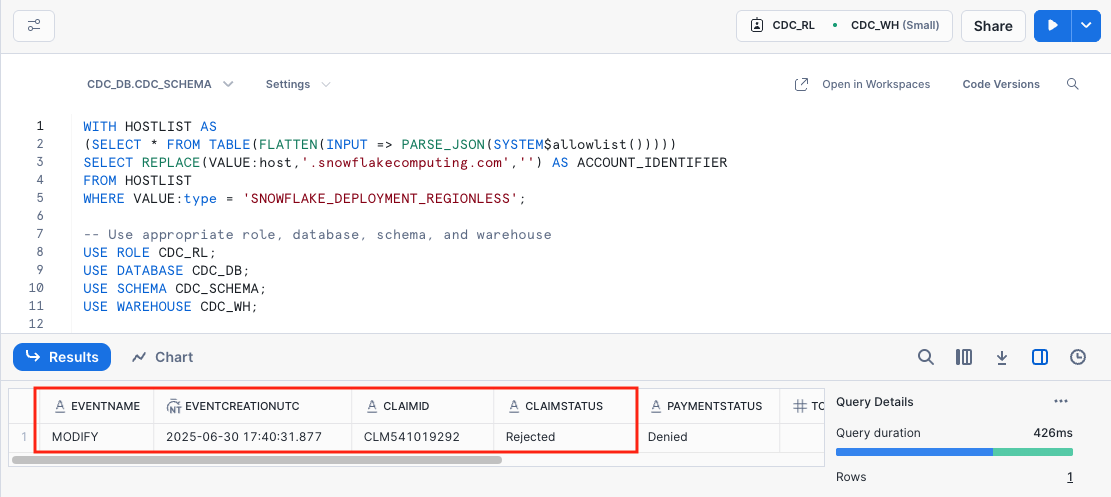 CDC_RL • CDC_WH (Small) Share
CDC_DB.CDC_SCHEMA Settings Open in Workspaces Code Versions
1 WITH HOSTLIST AS
2 (SELECT * FROM TABLE(FLATTEN(INPUT => PARSE_JSON(SYSTEM$allowlist()))))
3 SELECT REPLACE(VALUE:host,'.snowflakecomputing.com','') AS ACCOUNT_IDENTIFIER
4 FROM HOSTLIST
5 WHERE VALUE:type = 'SNOWFLAKE_DEPLOYMENT_REGIONLESS';
6
7 -- Use appropriate role, database, schema, and warehouse
8 USE ROLE CDC_RL;
9 USE DATABASE CDC_DB;
10 USE SCHEMA CDC_SCHEMA;
11 USE WAREHOUSE CDC_WH;
12
Results Chart
A EVENTNAME NT EVENTCREATIONUTC A CLAIMID A CLAIMSTATUS A PAYMENTSTATUS # TO
1 MODIFY 2025-06-30 17:40:31.877 CLM541019292 Rejected Denied
Query Details ...
Query duration 426ms
Rows 1